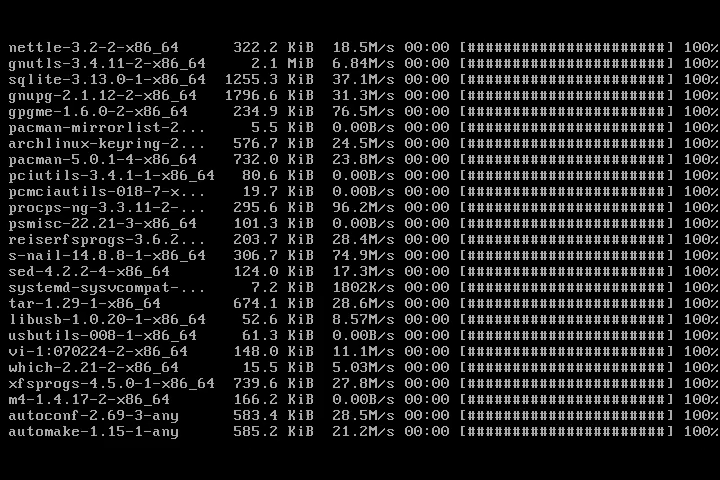 nettle-3.2-2-x86_64 322.2 KiB 18.5M/s 00:00 [######################] 100%
gnutls-3.4.11-2-x86_64 2.1 MiB 6.84M/s 00:00 [######################] 100%
sqlite-3.13.0-1-x86_64 1255.3 KiB 37.1M/s 00:00 [######################] 100%
gnupg-2.1.12-2-x86_64 1796.6 KiB 31.3M/s 00:00 [######################] 100%
gpgme-1.6.0-2-x86_64 234.9 KiB 76.5M/s 00:00 [######################] 100%
pacman-mirrorlist-2... 5.5 KiB 0.00B/s 00:00 [######################] 100%
archlinux-keyring-2... 576.7 KiB 24.5M/s 00:00 [######################] 100%
pacman-5.0.1-4-x86_64 732.0 KiB 23.8M/s 00:00 [######################] 100%
pciutils-3.4.1-1-x86_64 80.6 KiB 0.00B/s 00:00 [######################] 100%
pcmciautils-018-7-x... 19.7 KiB 0.00B/s 00:00 [######################] 100%
procps-ng-3.3.11-2-... 295.6 KiB 96.2M/s 00:00 [######################] 100%
psmisc-22.21-3-x86_64 101.3 KiB 0.00B/s 00:00 [######################] 100%
reiserfsprogs-3.6.2... 203.7 KiB 28.4M/s 00:00 [######################] 100%
s-nail-14.8.8-1-x86_64 306.7 KiB 74.9M/s 00:00 [######################] 100%
sed-4.2.2-4-x86_64 124.0 KiB 17.3M/s 00:00 [######################] 100%
systemd-sysvcompat-... 7.2 KiB 1802K/s 00:00 [######################] 100%
tar-1.29-1-x86_64 674.1 KiB 28.6M/s 00:00 [######################] 100%
libusb-1.0.20-1-x86_64 52.6 KiB 8.57M/s 00:00 [######################] 100%
usbutils-008-1-x86_64 61.3 KiB 0.00B/s 00:00 [######################] 100%
vi-1:070224-2-x86_64 148.0 KiB 11.1M/s 00:00 [######################] 100%
which-2.21-2-x86_64 15.5 KiB 5.03M/s 00:00 [######################] 100%
xfsprogs-4.5.0-1-x86_64 739.6 KiB 27.8M/s 00:00 [######################] 100%
m4-1.4.17-2-x86_64 166.2 KiB 0.00B/s 00:00 [######################] 100%
autoconf-2.69-3-any 583.4 KiB 28.5M/s 00:00 [######################] 100%
automake-1.15-1-any 585.2 KiB 21.2M/s 00:00 [######################] 100%